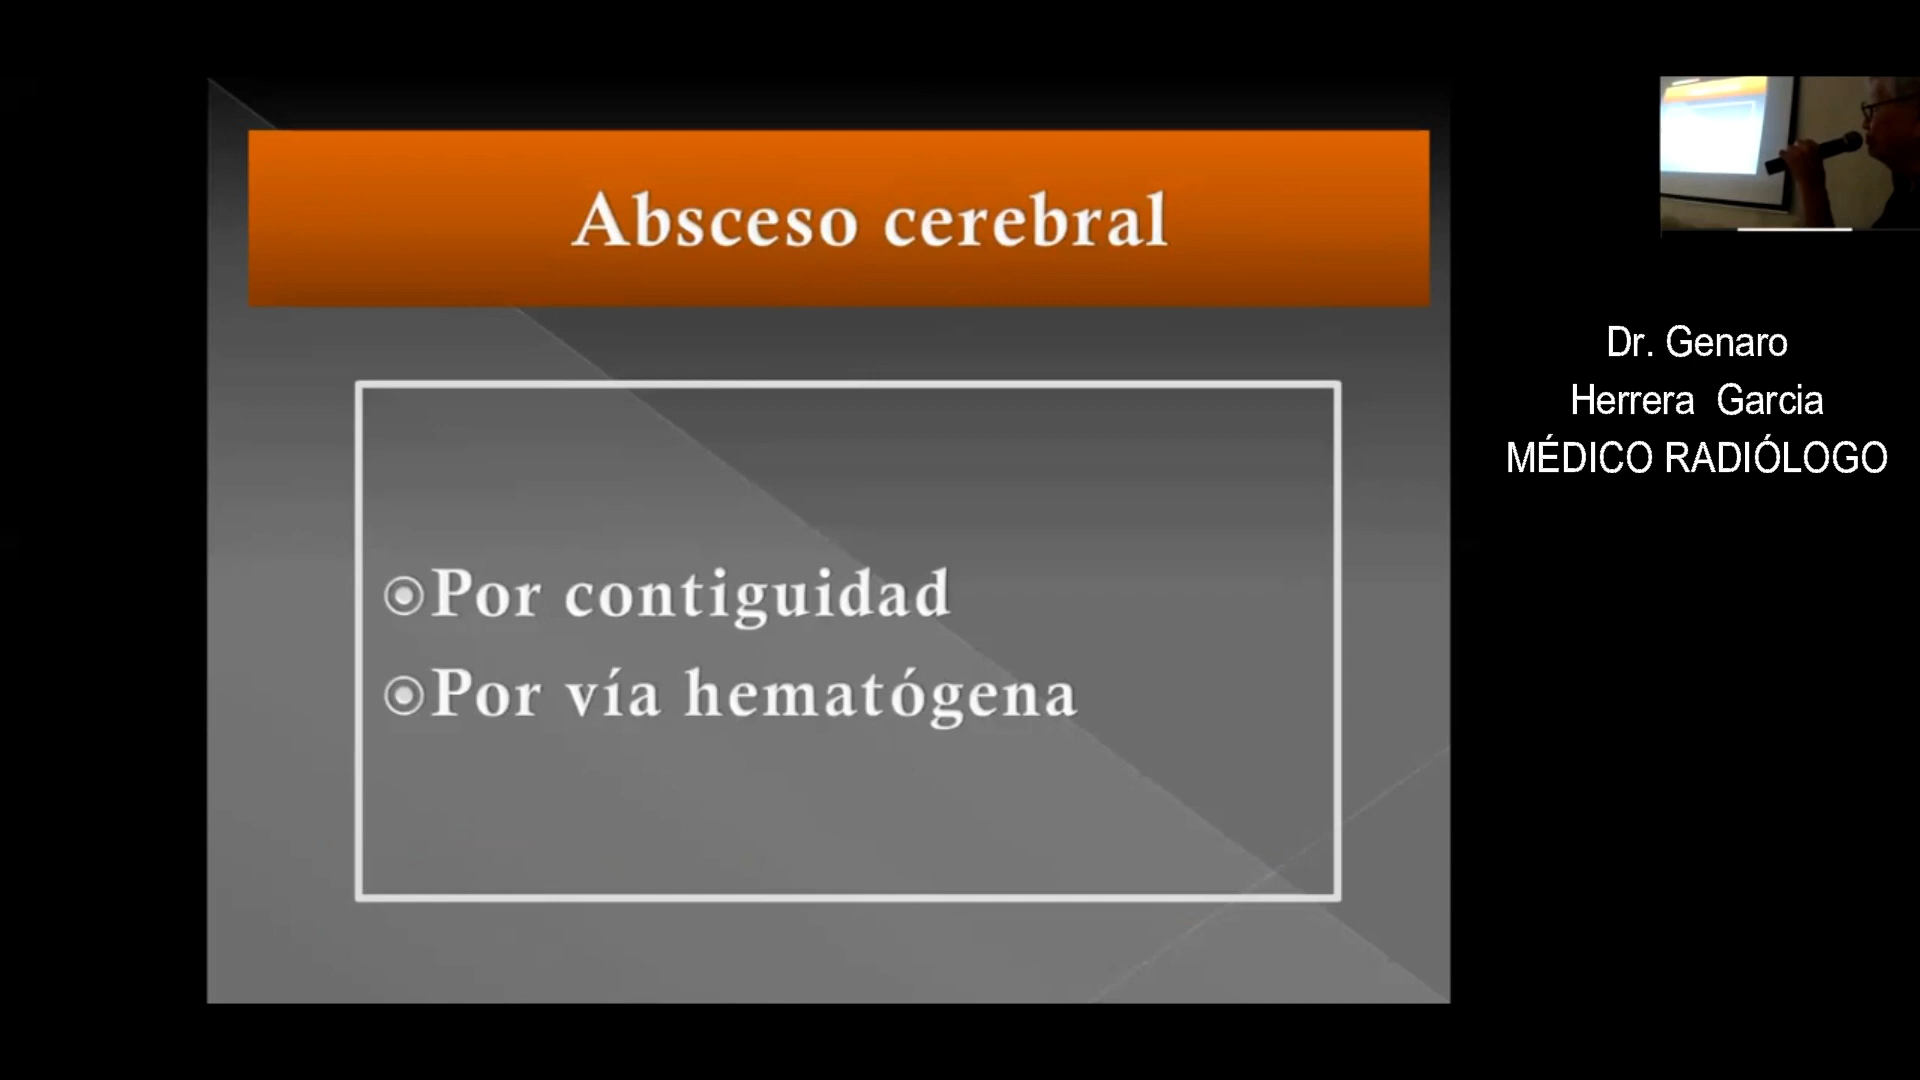 Absceso cerebral
Por contiguidad
Por vía hematógena
Dr. Genaro
Herrera Garcia
MÉDICO RADIÓLOGO